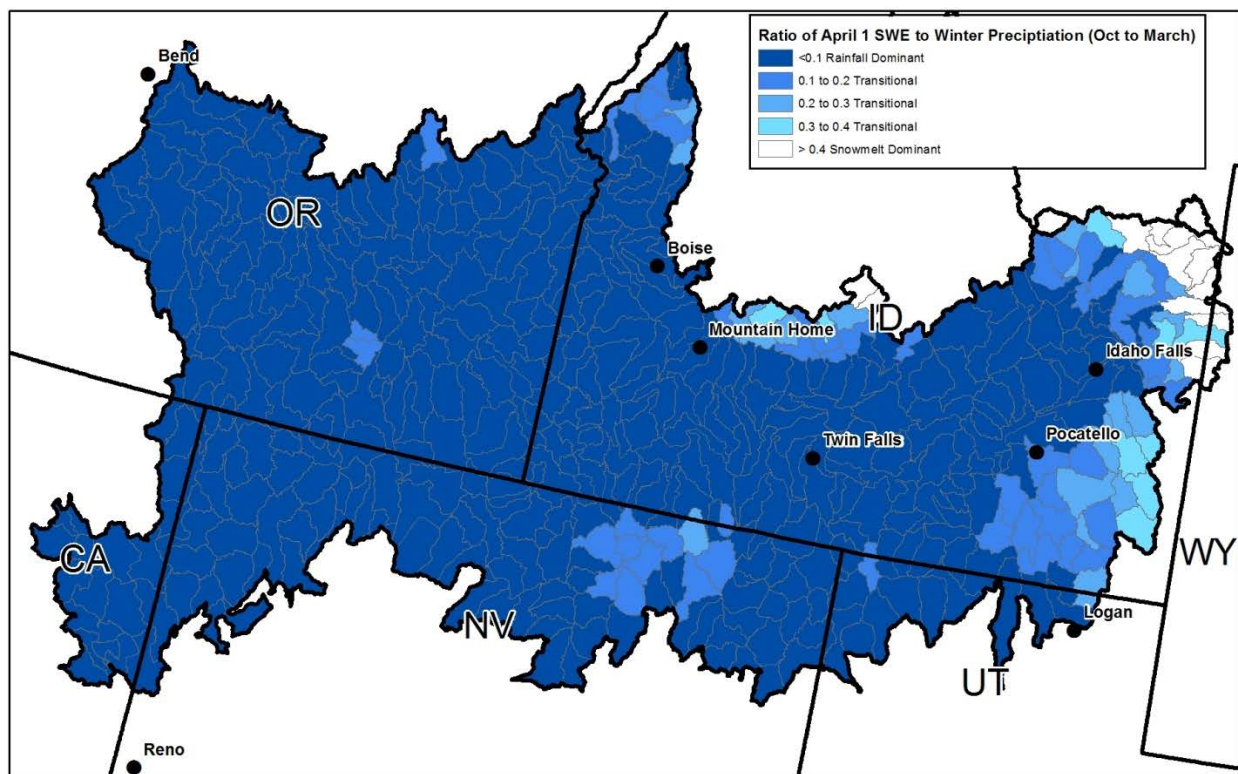 Ratio of April 1 SWE to Winter Preciptiation (Oct to March)
<0.1 Rainfall Dominant
0.1 to 0.2 Transitional
0.2 to 0.3 Transitional
0.3 to 0.4 Transitional
> 0.4 Snowmelt Dominant
Bend
OR
Boise
ID
Mountain Home
Idaho Falls
Twin Falls
Pocatello
CA
WY
NV
Logan
UT
Reno